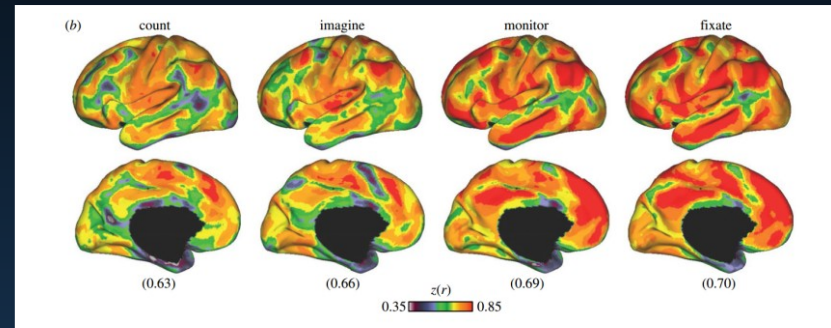 (b) count imagine monitor fixate
(0.63) (0.66) (0.69) (0.70)
z(r)
0.35 0.85